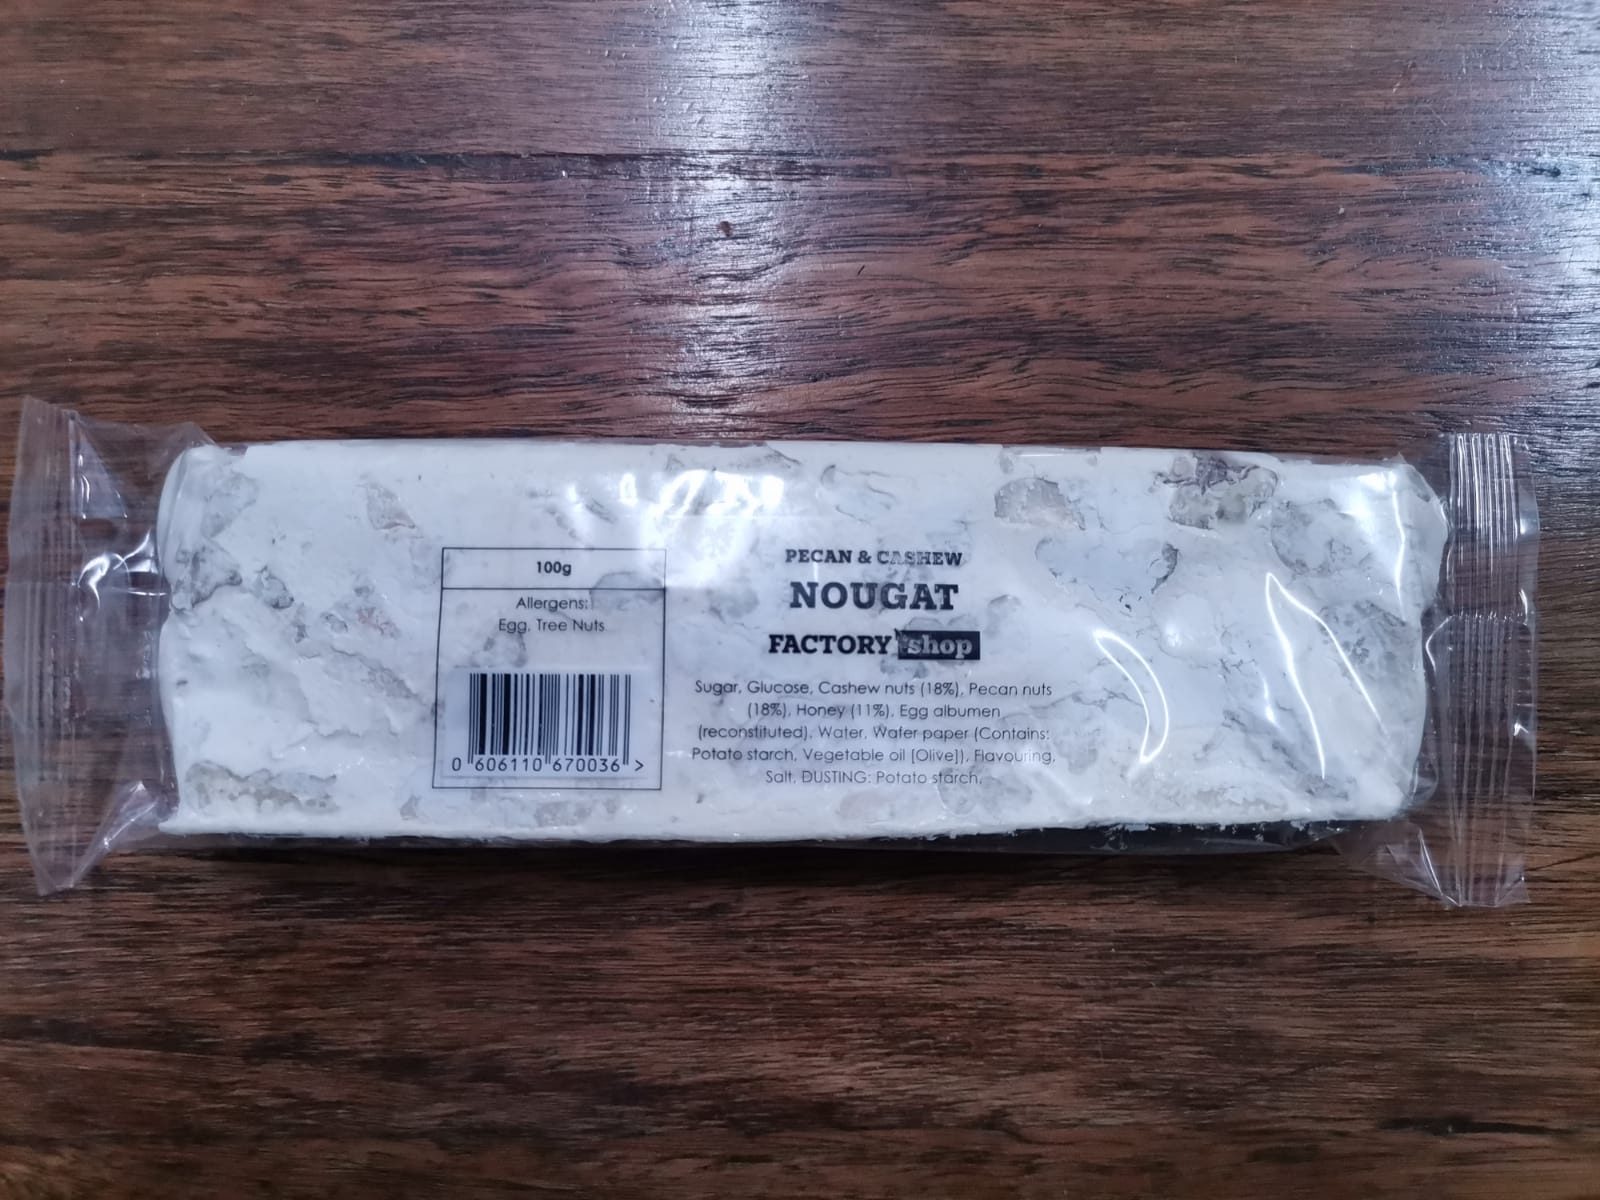 100g
Allergens:
Egg, Tree Nuts
0 606110 670036 >
PECAN & CASHEW
NOUGAT
FACTORY shop
Sugar, Glucose, Cashew nuts (18%), Pecan nuts
(18%), Honey (11%), Egg albumen
(reconstituted), Water, Wafer paper (Contains:
Potato starch, Vegetable oil [Olive]), Flavouring,
Salt, DUSTING: Potato starch.